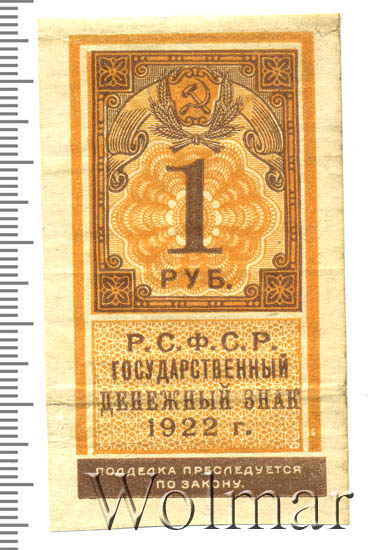 1
РУБ.
Р.С.Ф.С.Р.
ГОСУДАРСТВЕННЫЙ
ДЕНЕЖНЫЙ ЗНАК
1922 г.
ПОДДЕЛКА ПРЕСЛЕДУЕТСЯ
ПО ЗАКОНУ.
Wolmar